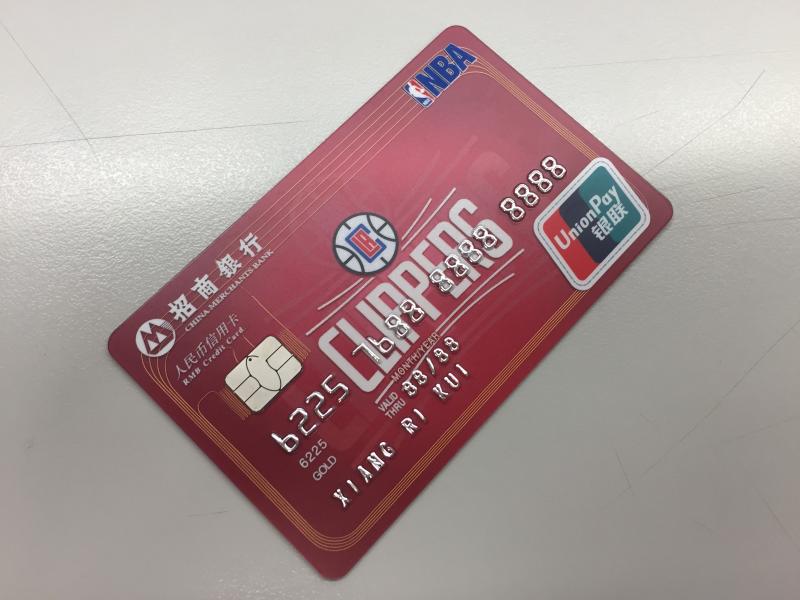 NBA
招商银行
CHINA MERCHANTS BANK
人民币信用卡
RMB Credit Card
CLIPPERS
UnionPay
银联
6225 7688 8888 8888
6225
MONTH/YEAR
VALID THRU 88/88
GOLD
XIANG RI KUI